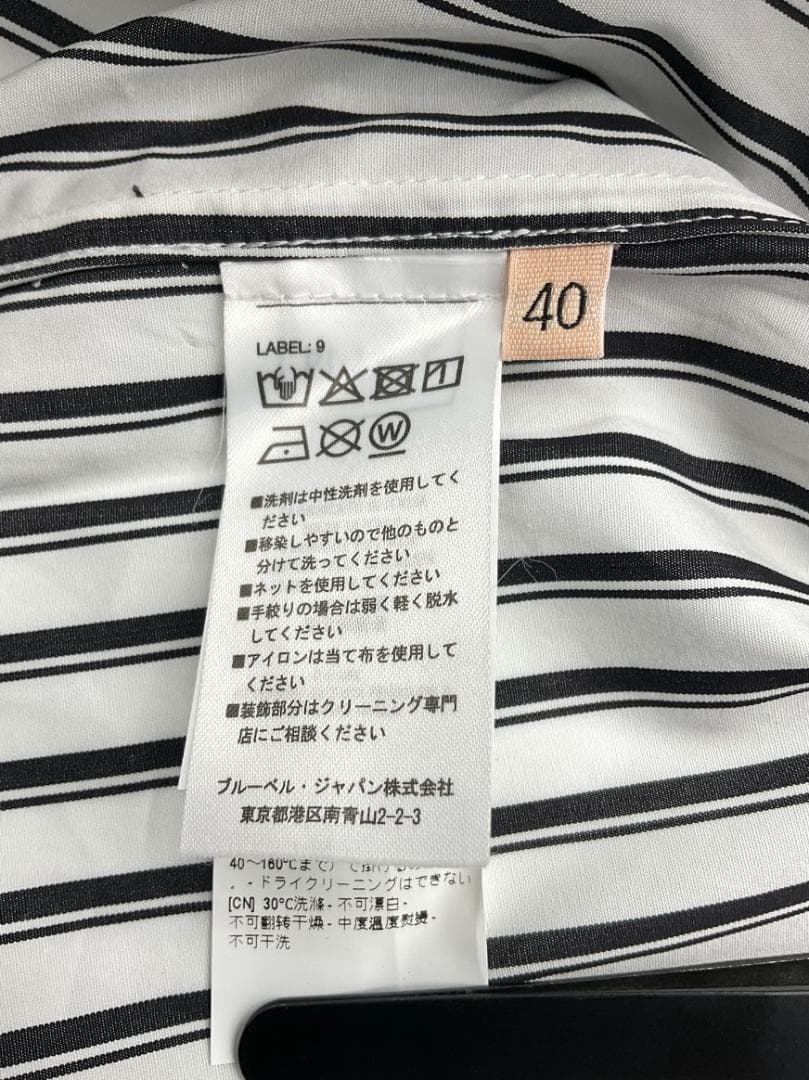 40
LABEL: 9
W
■洗剤は中性洗剤を使用してく
ださい
■移染しやすいので他のものと
分けて洗ってください
■ネットを使用してください
■手絞りの場合は弱く軽く脱水
してください
■アイロンは当て布を使用して
ください
■装飾部分はクリーニング専門
店にご相談ください
ブルーベル・ジャパン株式会社
東京都港区南青山2-2-3
40～160℃まで)で掛ける
。- ドライクリーニングはできない
[CN] 30°C洗滌 - 不可漂白-
不可翻转干燥 - 中度溫度熨燙-
不可干洗